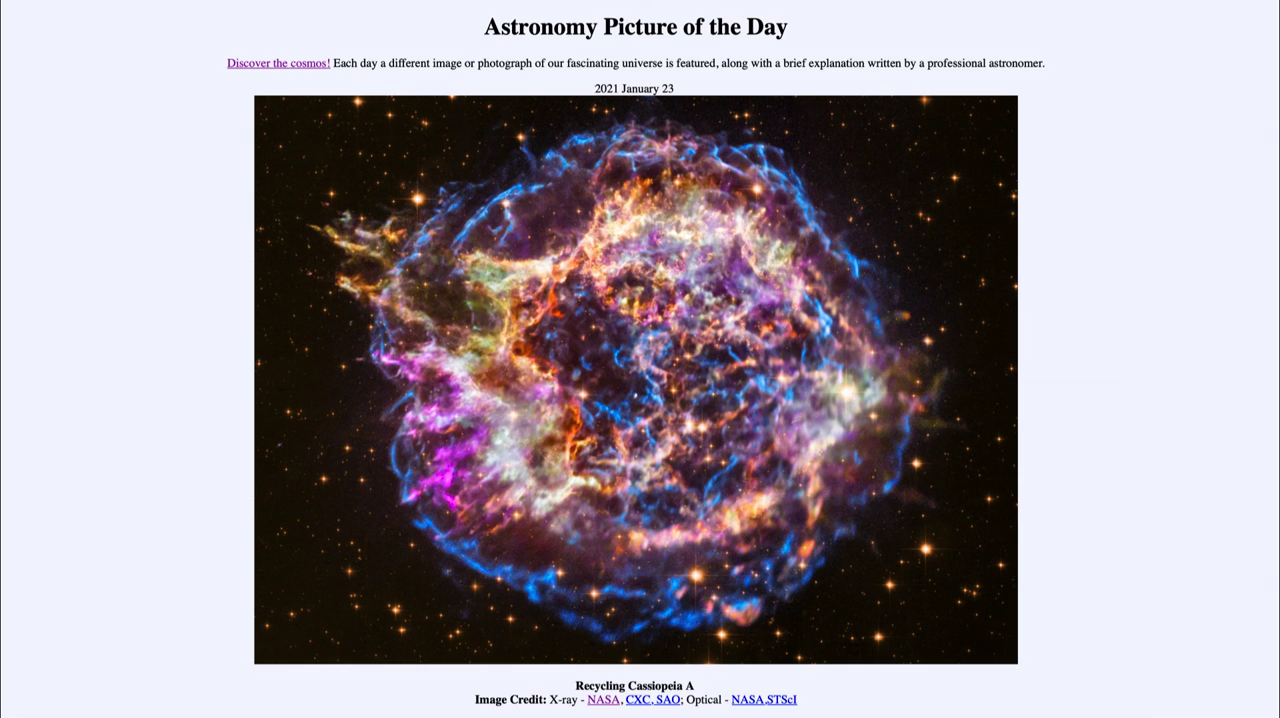 Astronomy Picture of the Day
Discover the cosmos! Each day a different image or photograph of our fascinating universe is featured, along with a brief explanation written by a professional astronomer.
2021 January 23
Recycling Cassiopeia A
Image Credit: X-ray - NASA, CXC, SAO; Optical - NASA,STScI